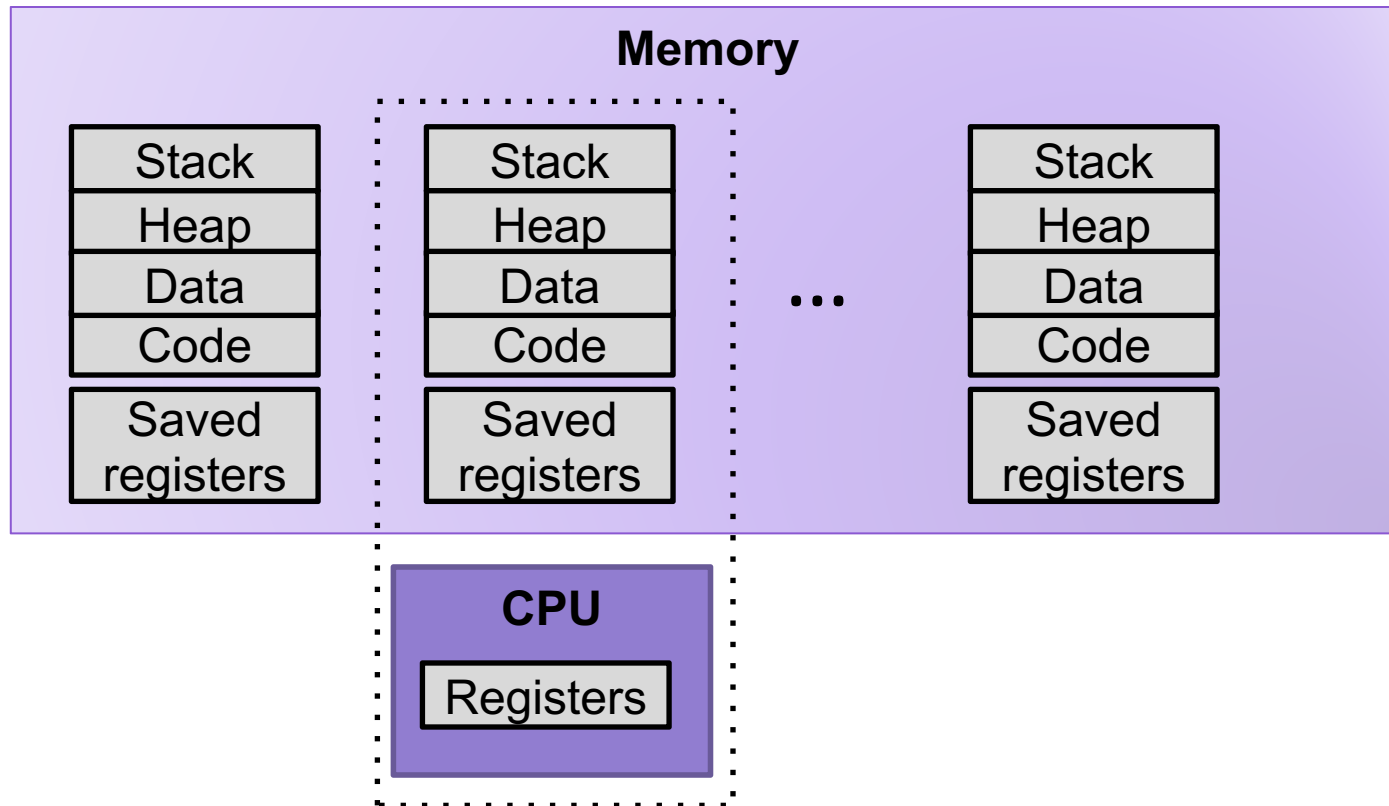 Memory
Stack
Heap
Data
Code
Saved
registers
Stack
Heap
Data
Code
Saved
registers
...
Stack
Heap
Data
Code
Saved
registers
CPU
Registers